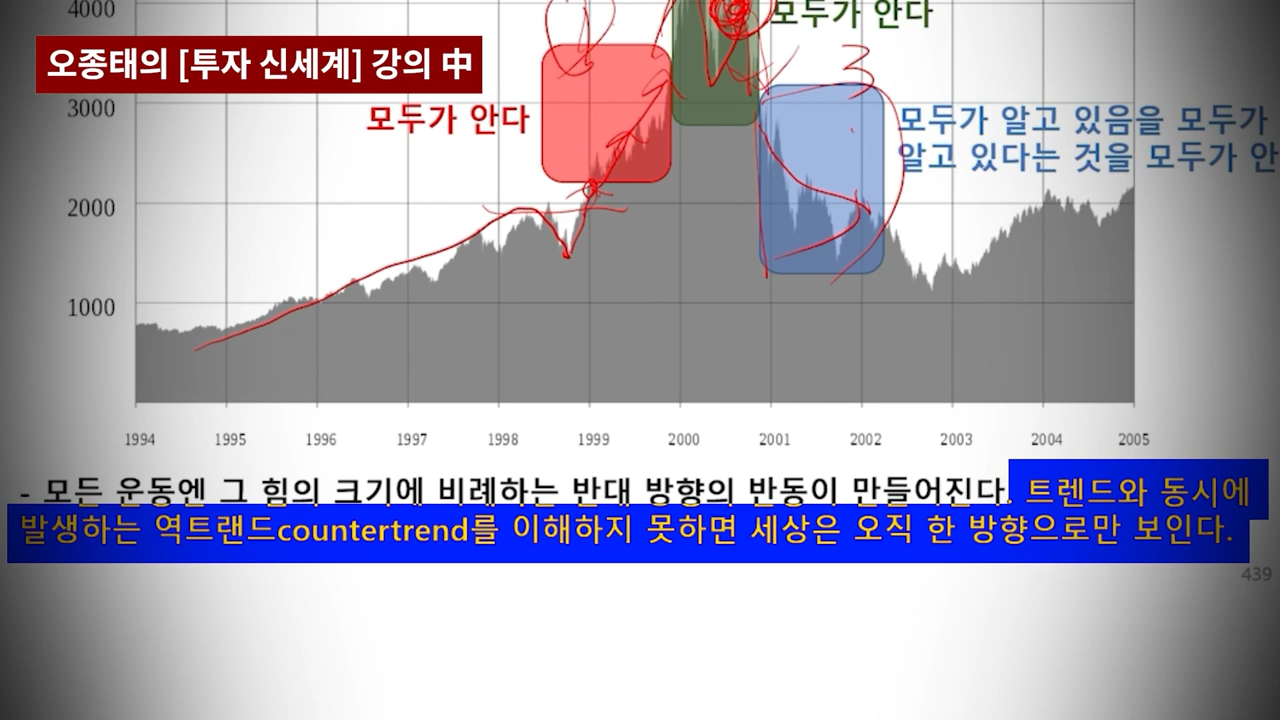 4000
모두가 안다
오종태의 [투자 신세계] 강의 中
3000
모두가 안다
모두가 알고 있음을 모두가
알고 있다는 것을 모두가 안
2000
1000
1
3
1994 1995 1996 1997 1998 1999 2000 2001 2002 2003 2004 2005
- 모든 운동엔 그 힘의 크기에 비례하는 반대 방향의 반동이 만들어진다. 트렌드와 동시에
발생하는 역트랜드countertrend를 이해하지 못하면 세상은 오직 한 방향으로만 보인다.
439